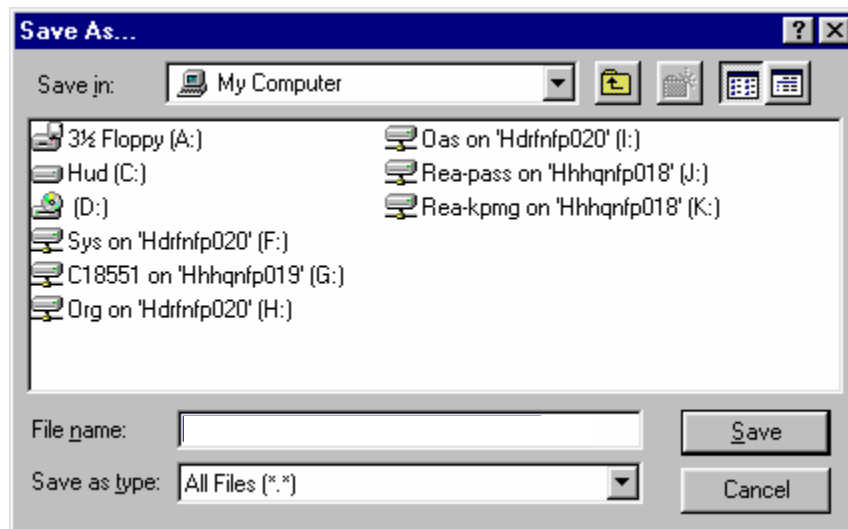 Save As...
Save in:
My Computer
3½ Floppy (A:)
Hud (C:)
(D:)
Sys on 'Hdrfnfp020' (F:)
C18551 on 'Hhhqnfp019' (G:)
Org on 'Hdrfnfp020' (H:)
Oas on 'Hdrfnfp020' (I:)
Rea-pass on 'Hhhqnfp018' (J:)
Rea-kpmg on 'Hhhqnfp018' (K:)
File name:
Save
Save as type:
All Files (*.*)
Cancel